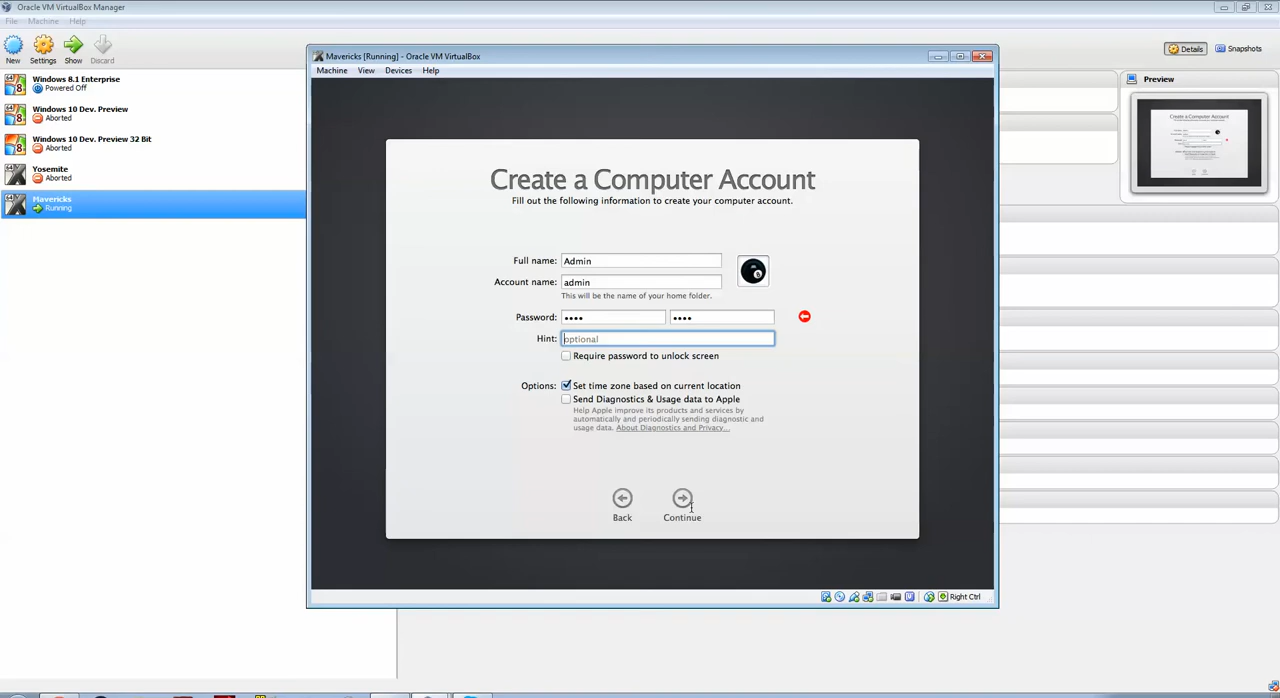 Oracle VM VirtualBox Manager
File Machine Help
New Settings Show Discard
Details Snapshots
Windows 8.1 Enterprise
Powered Off
Windows 10 Dev. Preview
Aborted
Windows 10 Dev. Preview 32 Bit
Aborted
Yosemite
Aborted
Mavericks
Running
Mavericks [Running] - Oracle VM VirtualBox
Machine View Devices Help
Create a Computer Account
Fill out the following information to create your computer account.
Full name: Admin
Account name: admin
This will be the name of your home folder.
Password: •••• ••••
Hint: optional
Require password to unlock screen
Options: Set time zone based on current location
Send Diagnostics & Usage data to Apple
Help Apple improve its products and services by
automatically and periodically sending diagnostic and
usage data. About Diagnostics and Privacy...
Back Continue
Right Ctrl
Preview
Create a Computer Account